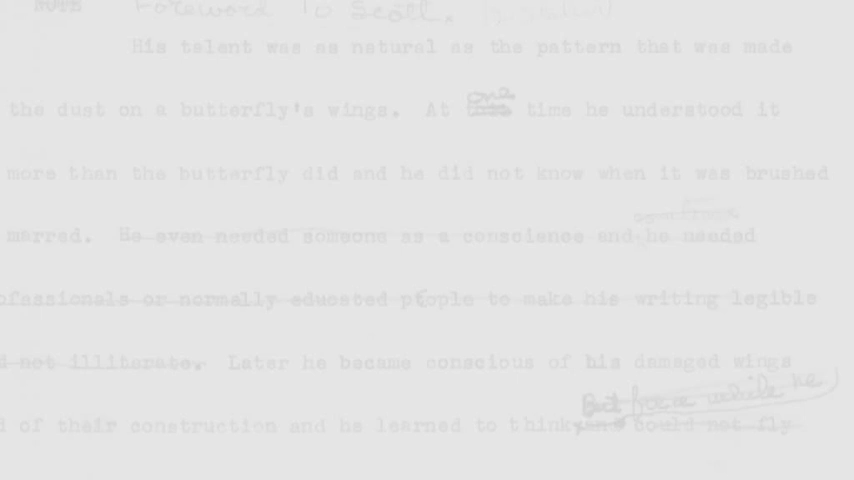 Foreword To Scott.
His talent was as natural as the pattern that was made
the dust on a butterfly's wings. At one time he understood it
more than the butterfly did and he did not know when it was brushed
marred. He even needed someone as a conscience and he needed
ofassionals or normally educated people to make his writing legible
d not illiterate. Later he became conscious of his damaged wings
But here while he
d of their construction and he learned to think and could not fly